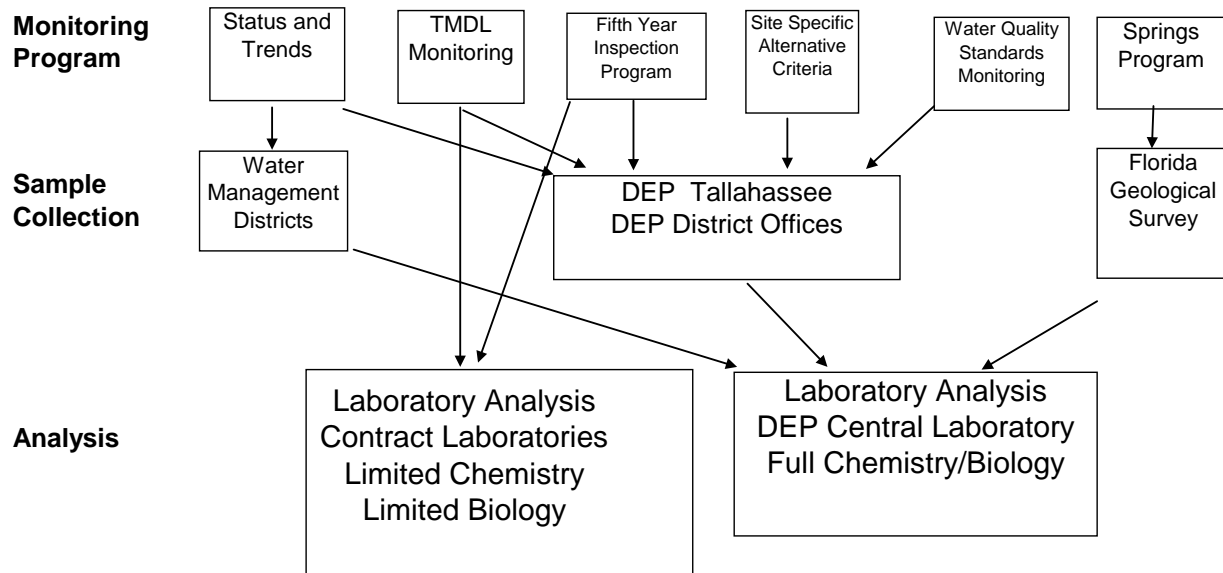 Monitoring
Program
Status and
Trends
TMDL
Monitoring
Fifth Year
Inspection
Program
Site Specific
Alternative
Criteria
Water Quality
Standards
Monitoring
Springs
Program
Sample
Collection
Water
Management
Districts
DEP Tallahassee
DEP District Offices
Florida
Geological
Survey
Analysis
Laboratory Analysis
Contract Laboratories
Limited Chemistry
Limited Biology
Laboratory Analysis
DEP Central Laboratory
Full Chemistry/Biology